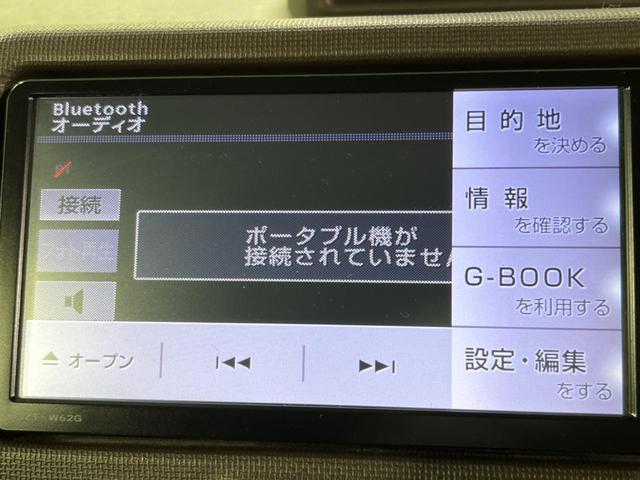 Bluetooth
オーディオ
目的地
を決める
接続
情報
を確認する
ポータブル機が
接続されていません
G-BOOK
を利用する
オープン
設定・編集
をする
W62G